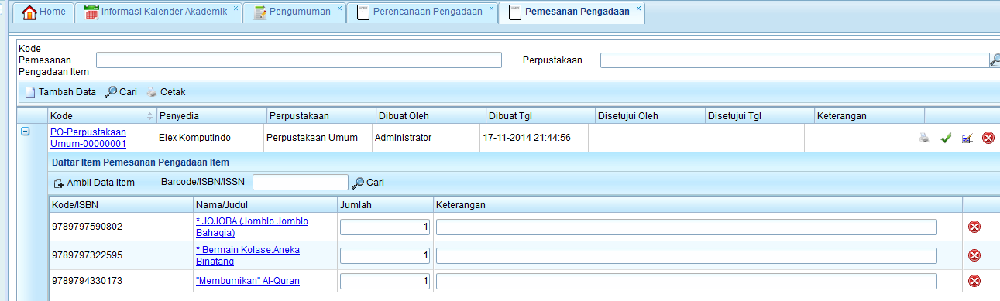 Home Informasi Kalender Akademik Pengumuman Perencanaan Pengadaan Pemesanan Pengadaan
Kode
Pemesanan
Pengadaan Item
Perpustakaan
Tambah Data Cari Cetak
Kode Penyedia Perpustakaan Dibuat Oleh Dibuat Tgl Disetujui Oleh Disetujui Tgl Keterangan
PO-Perpustakaan
Umum-00000001
Elex Komputindo Perpustakaan Umum Administrator 17-11-2014 21:44:56
Daftar Item Pemesanan Pengadaan Item
Ambil Data Item Barcode/ISBN/ISSN Cari
Kode/ISBN Nama/Judul Jumlah Keterangan
9789797590802 * JOJOBA (Jomblo Jomblo
Bahagia) 1
9789797322595 * Bermain Kolase:Aneka
Binatang 1
9789794330173 "Membumikan" Al-Quran 1